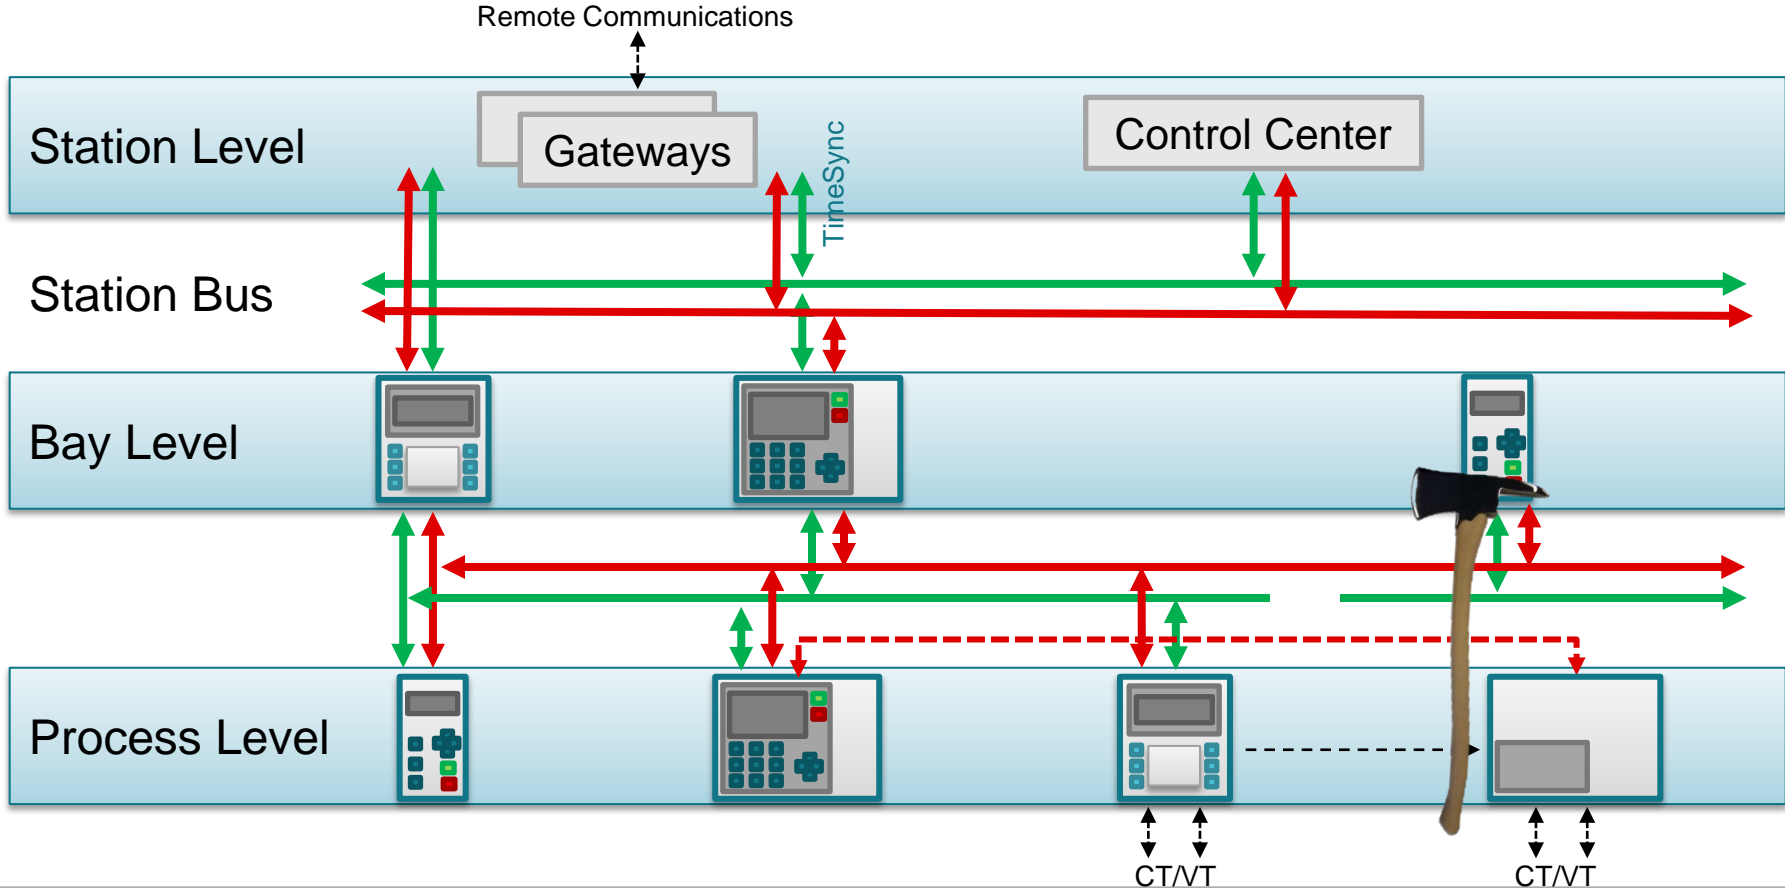 Remote Communications
Station Level
Gateways
TimeSync
Control Center
Station Bus
Bay Level
Process Level
CT/VT
CT/VT